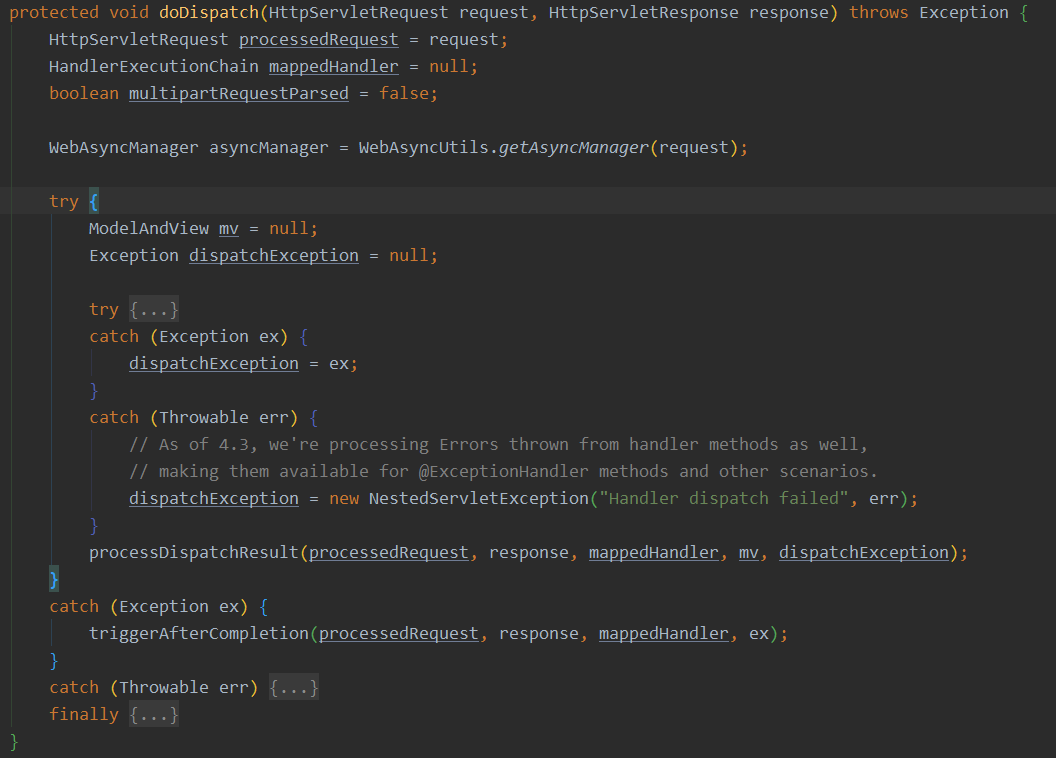 protected void doDispatch(HttpServletRequest request, HttpServletResponse response) throws Exception {
    HttpServletRequest processedRequest = request;
    HandlerExecutionChain mappedHandler = null;
    boolean multipartRequestParsed = false;

    WebAsyncManager asyncManager = WebAsyncUtils.getAsyncManager(request);

    try {
        ModelAndView mv = null;
        Exception dispatchException = null;

        try {...}
        catch (Exception ex) {
            dispatchException = ex;
        }
        catch (Throwable err) {
            // As of 4.3, we're processing Errors thrown from handler methods as well,
            // making them available for @ExceptionHandler methods and other scenarios.
            dispatchException = new NestedServletException("Handler dispatch failed", err);
        }
        processDispatchResult(processedRequest, response, mappedHandler, mv, dispatchException);
    }
    catch (Exception ex) {
        triggerAfterCompletion(processedRequest, response, mappedHandler, ex);
    }
    catch (Throwable err) {...}
    finally {...}
}